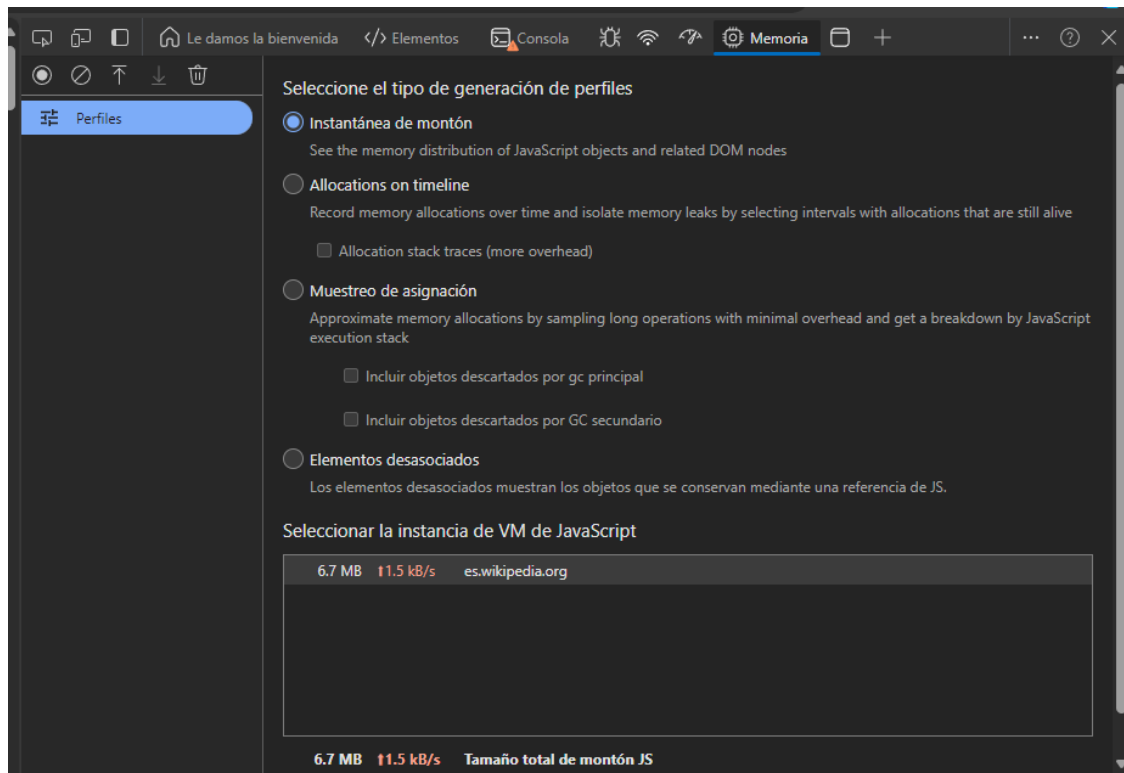 Le damos la bienvenida </> Elementos Consola Memoria
Perfiles
Seleccione el tipo de generación de perfiles
Instantánea de montón
See the memory distribution of JavaScript objects and related DOM nodes
Allocations on timeline
Record memory allocations over time and isolate memory leaks by selecting intervals with allocations that are still alive
Allocation stack traces (more overhead)
Muestreo de asignación
Approximate memory allocations by sampling long operations with minimal overhead and get a breakdown by JavaScript
execution stack
Incluir objetos descartados por gc principal
Incluir objetos descartados por GC secundario
Elementos desasociados
Los elementos desasociados muestran los objetos que se conservan mediante una referencia de JS.
Seleccionar la instancia de VM de JavaScript
6.7 MB ↑1.5 kB/s es.wikipedia.org
6.7 MB ↑1.5 kB/s Tamaño total de montón JS